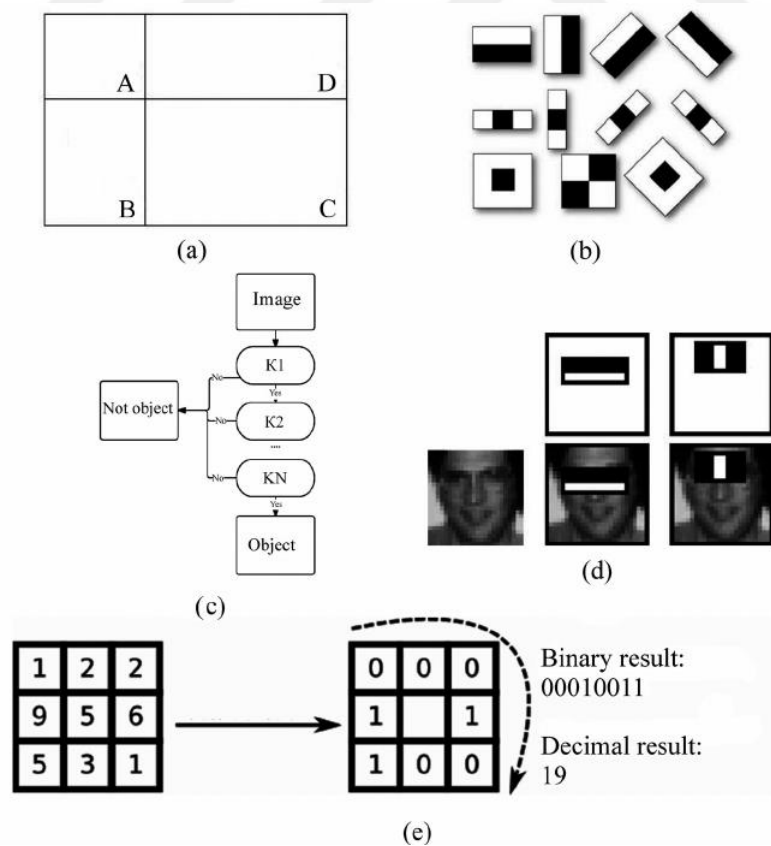 A D
B C
(a)
(b)
Image
K1
No
Yes
Not object
No
K2
....
No
KN
Yes
Object
(c)
(d)
1 2 2
9 5 6
5 3 1
0 0 0
1 1
1 0 0
Binary result:
00010011
Decimal result:
19
(e)